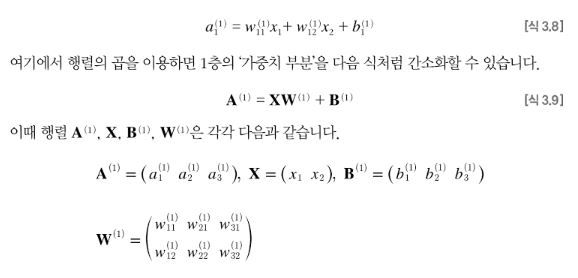 a₁⁽¹⁾ = w₁₁⁽¹⁾x₁ + w₁₂⁽¹⁾x₂ + b₁⁽¹⁾ [식 3.8]
여기에서 행렬의 곱을 이용하면 1층의 ‘가중치 부분’을 다음 식처럼 간소화할 수 있습니다.
A⁽¹⁾ = XW⁽¹⁾ + B⁽¹⁾ [식 3.9]
이때 행렬 A⁽¹⁾, X, B⁽¹⁾, W⁽¹⁾은 각각 다음과 같습니다.
A⁽¹⁾ = (a₁⁽¹⁾ a₂⁽¹⁾ a₃⁽¹⁾), X = (x₁ x₂), B⁽¹⁾ = (b₁⁽¹⁾ b₂⁽¹⁾ b₃⁽¹⁾)
W⁽¹⁾ = (w₁₁⁽¹⁾ w₂₁⁽¹⁾ w₃₁⁽¹⁾
w₁₂⁽¹⁾ w₂₂⁽¹⁾ w₃₂⁽¹⁾)